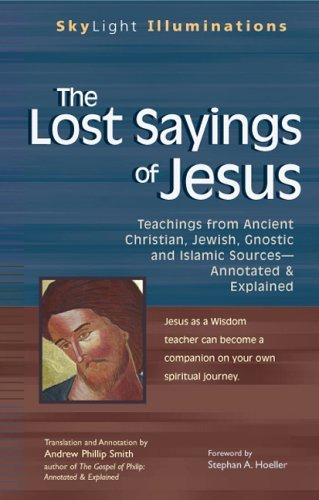 SkyLight Illuminations
The
Lost Sayings
of Jesus
Teachings from Ancient
Christian, Jewish, Gnostic
and Islamic Sources—
Annotated &
Explained
Jesus as a Wisdom
teacher can become a
companion on your own
spiritual journey.
Translation and Annotation by
Andrew Phillip Smith
author of The Gospel of Philip:
Annotated & Explained
Foreword by
Stephan A. Hoeller